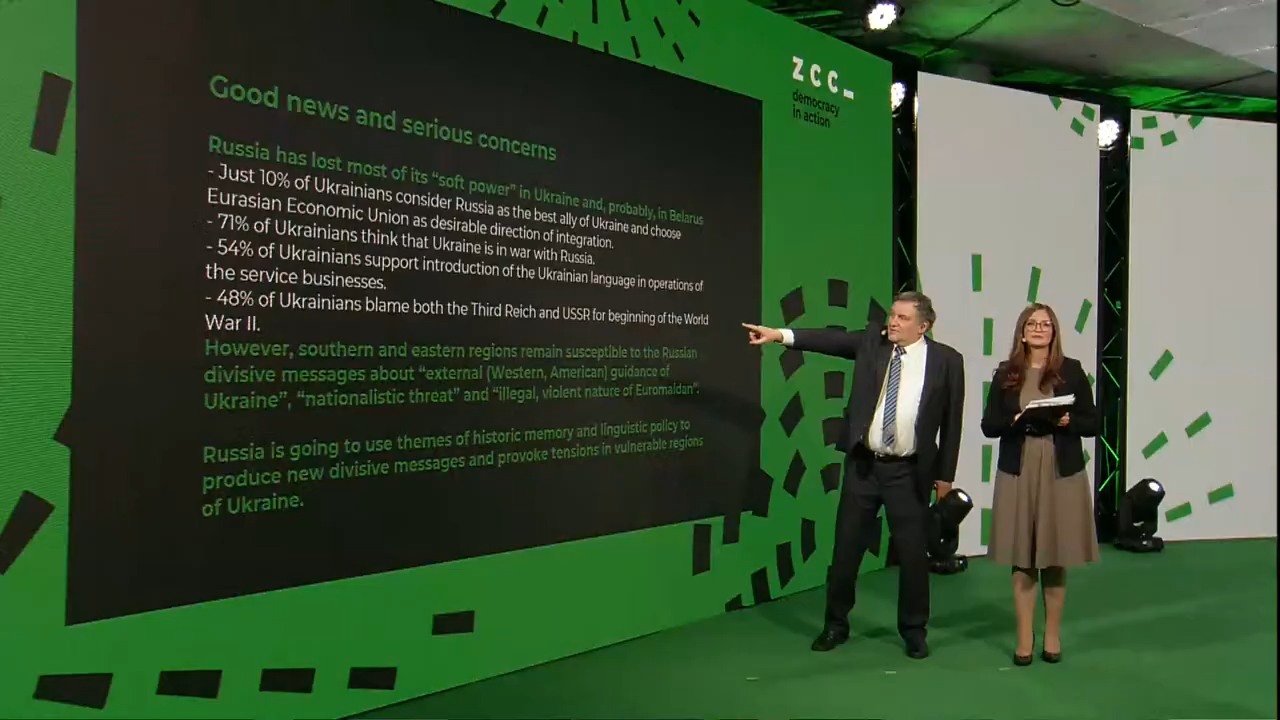 Good news and serious concerns
Russia has lost most of its “soft power” in Ukraine and, probably, in Belarus
- Just 10% of Ukrainians consider Russia as the best ally of Ukraine and choose
Eurasian Economic Union as desirable direction of integration.
- 71% of Ukrainians think that Ukraine is in war with Russia.
- 54% of Ukrainians support introduction of the Ukrainian language in operations of
the service businesses.
- 48% of Ukrainians blame both the Third Reich and USSR for beginning of the World
War II.
However, southern and eastern regions remain susceptible to the Russian
divisive messages about “external (Western, American) guidance of
Ukraine”, “nationalistic threat” and “illegal, violent nature of Euromaidan”.
Russia is going to use themes of historic memory and linguistic policy to
produce new divisive messages and provoke tensions in vulnerable regions
of Ukraine.
zcc_
democracy
in action